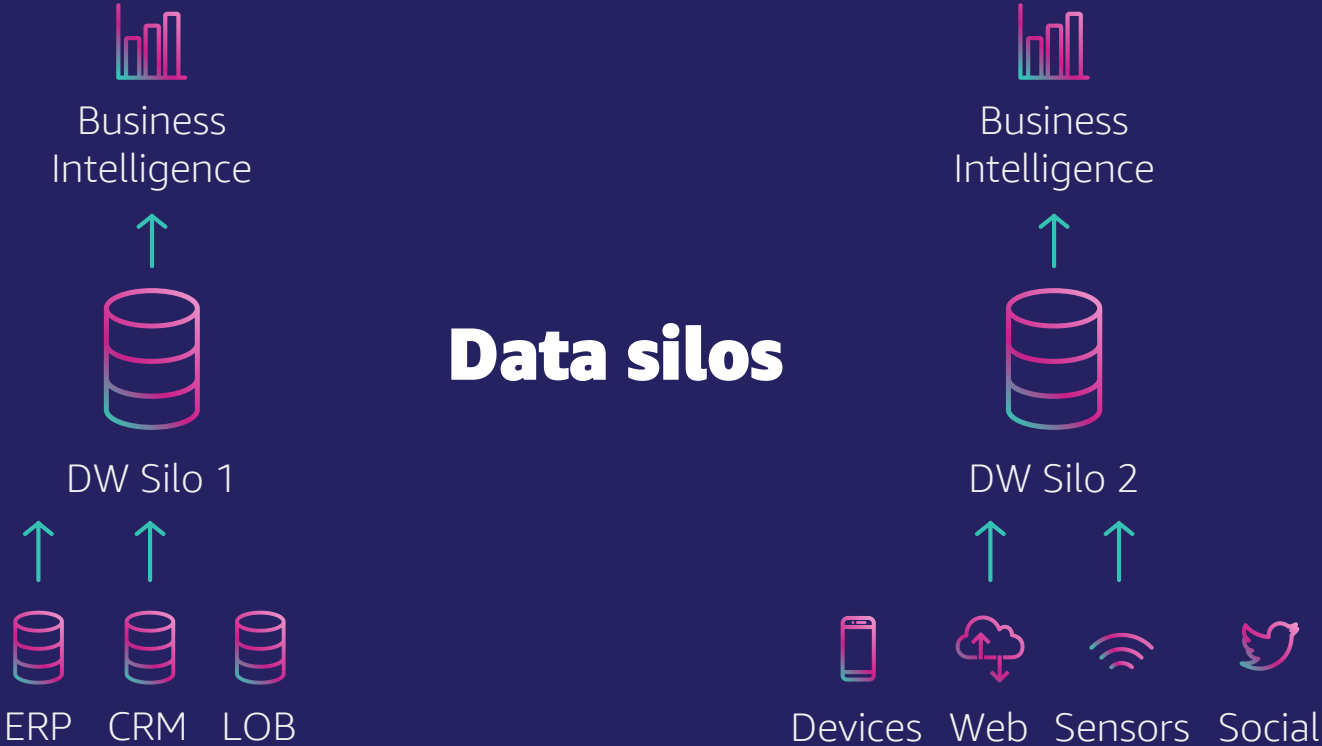 Business
Intelligence
DW Silo 1
ERP
CRM
LOB
Data silos
Business
Intelligence
DW Silo 2
Devices
Web
Sensors
Social